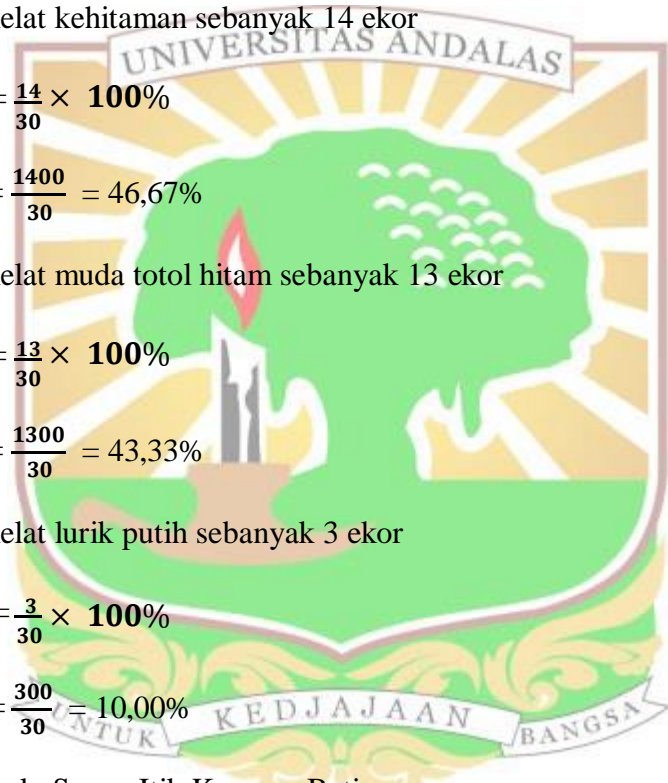 elat kehitaman sebanyak 14 ekor
UNIVERSITAS ANDALAS
= 14/30 × 100%
= 1400/30 = 46,67%
elat muda totol hitam sebanyak 13 ekor
= 13/30 × 100%
= 1300/30 = 43,33%
elat lurik putih sebanyak 3 ekor
= 3/30 × 100%
= 300/30 = 10,00%
UNTUK KEDJAJAAN BANGSA